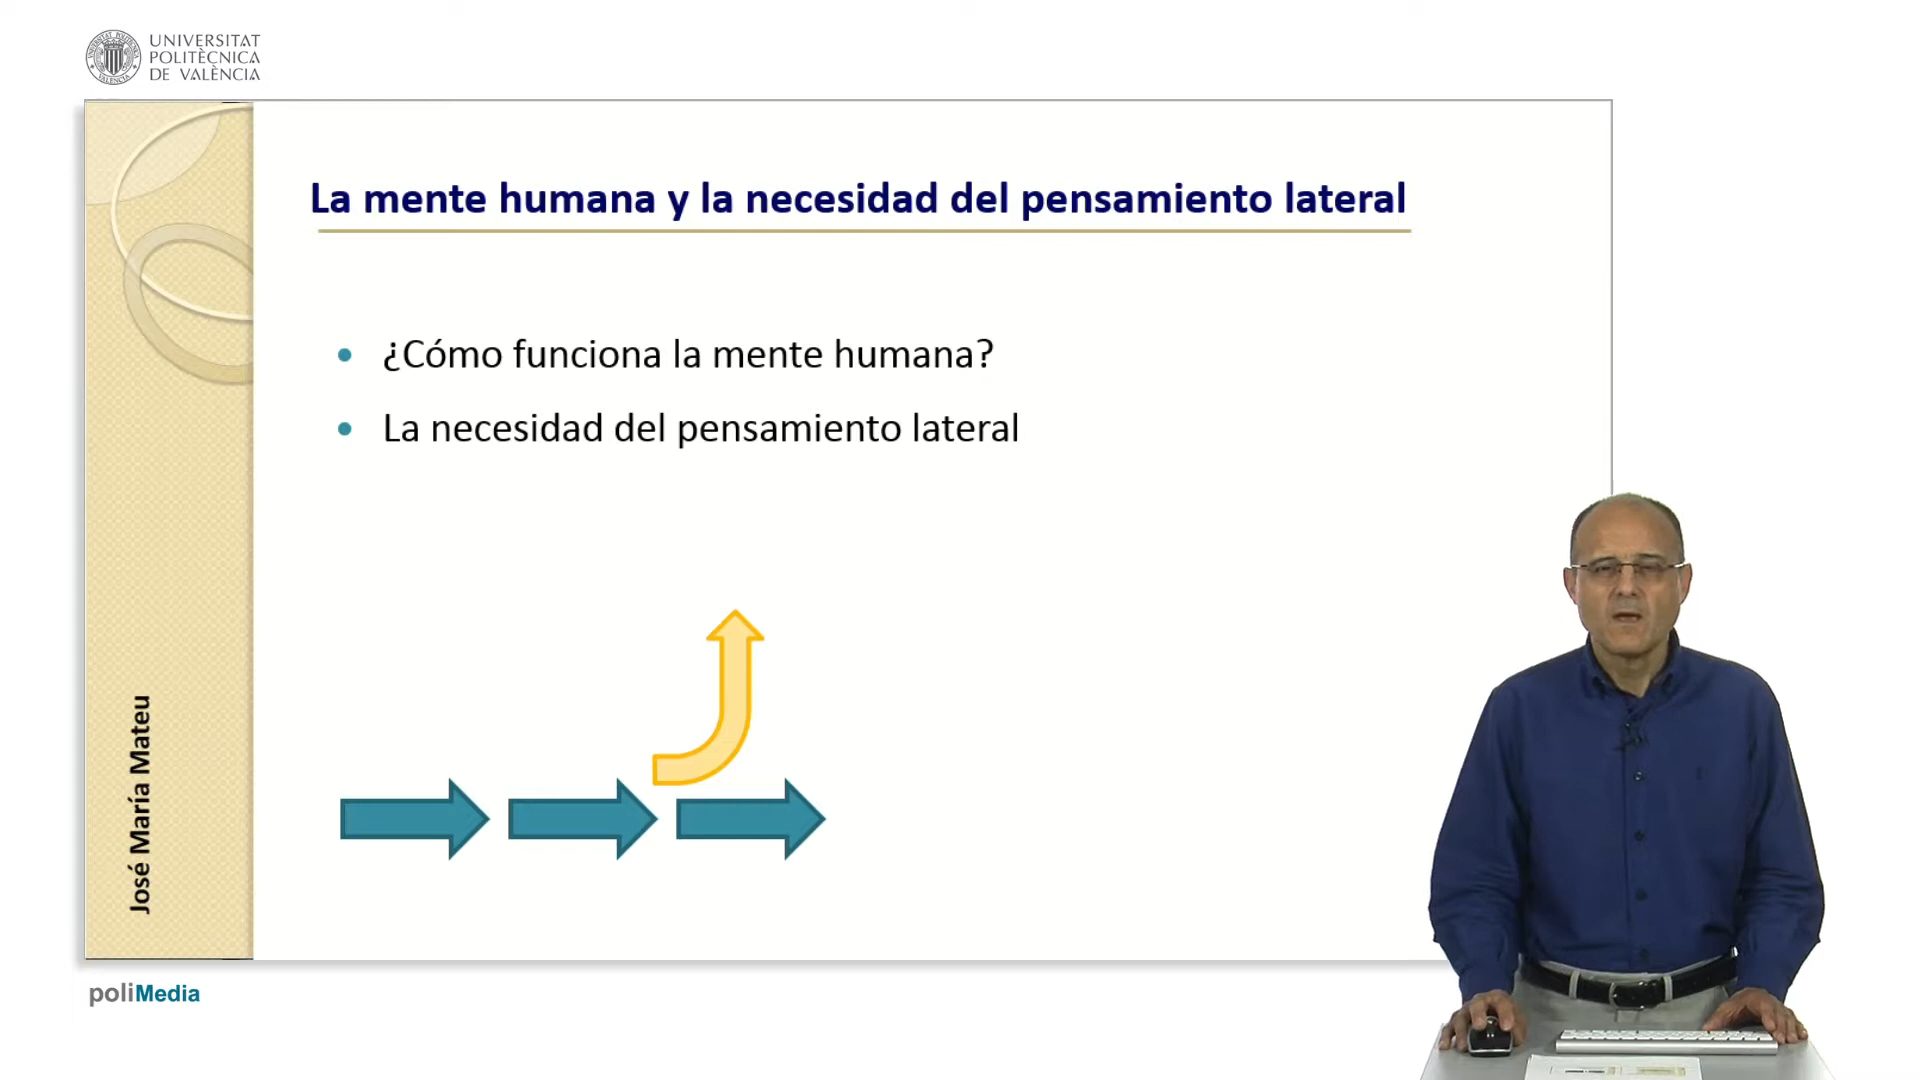 UNIVERSITAT
POLITÈCNICA
DE VALÈNCIA
La mente humana y la necesidad del pensamiento lateral
• ¿Cómo funciona la mente humana?
• La necesidad del pensamiento lateral
José María Mateu
poliMedia